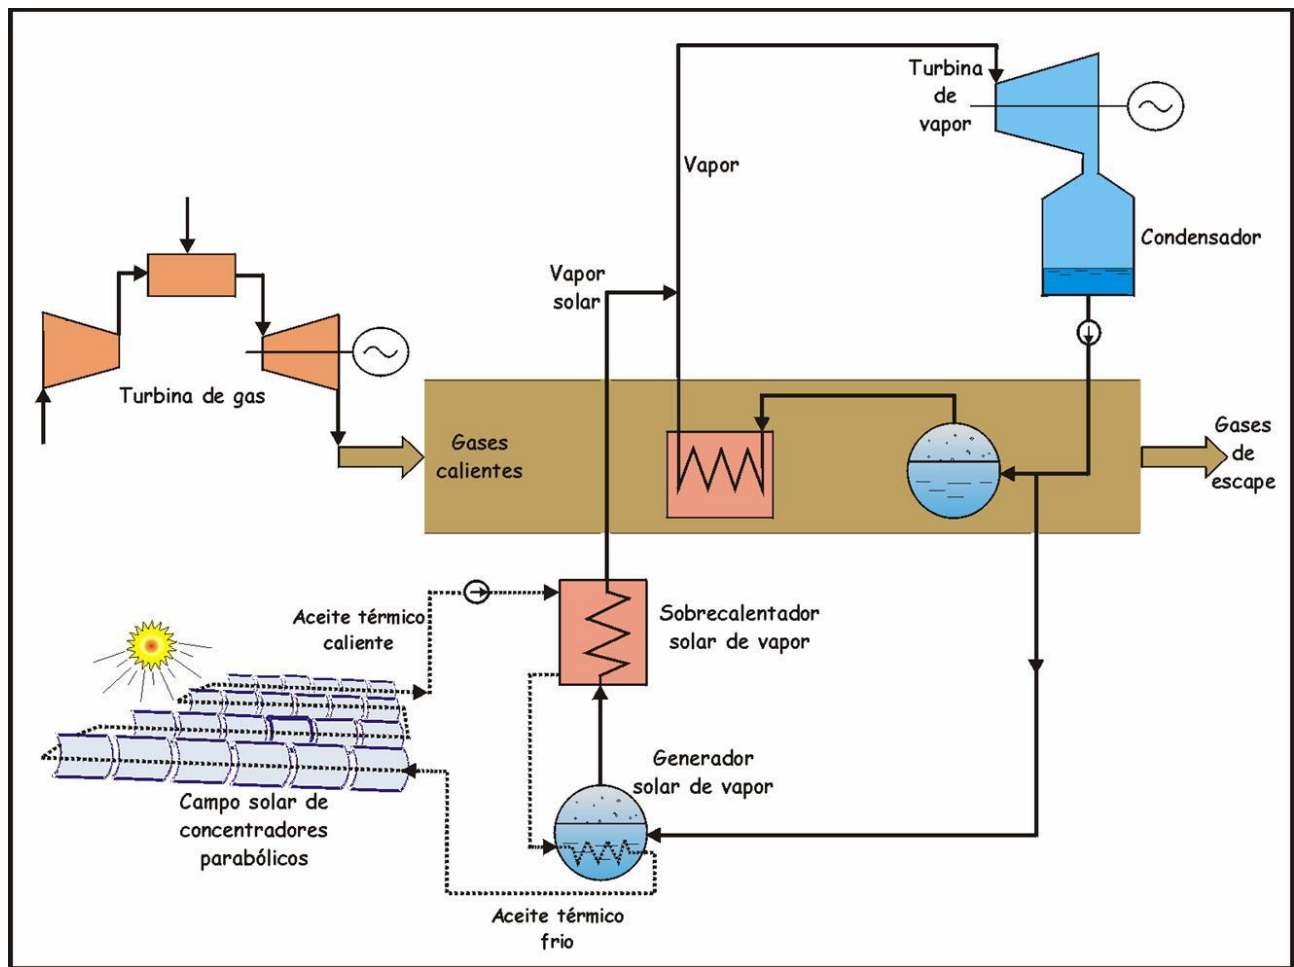 Turbina
de
vapor
Vapor
Condensador
Vapor
solar
Turbina de gas
Gases
calientes
Gases
de
escape
Aceite térmico
caliente
Sobrecalentador
solar de vapor
Generador
solar de vapor
Campo solar de
concentradores
parabólicos
Aceite térmico
frio